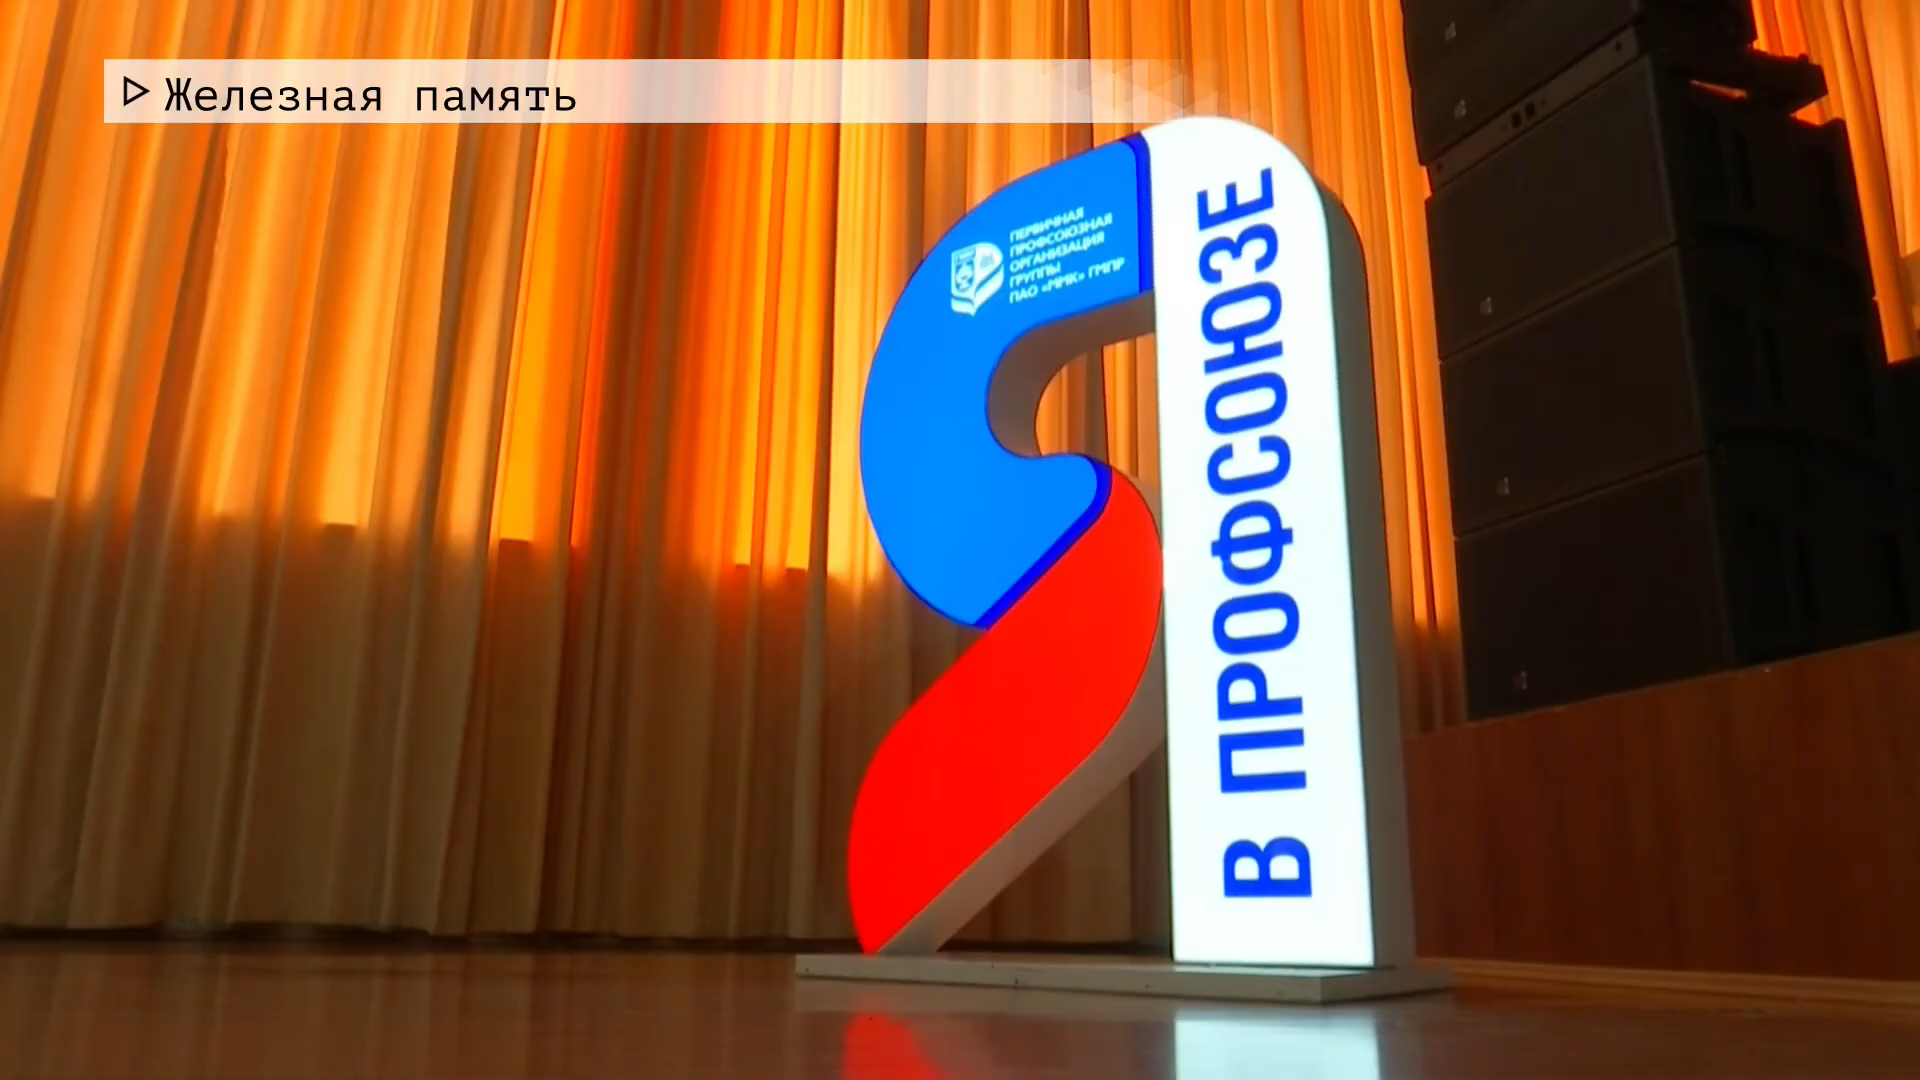 Железная память
ПЕРВИЧНАЯ
ПРОФСОЮЗНАЯ
ОРГАНИЗАЦИЯ
ГРУППЫ
ПАО «ММК» ГМПР
Я
В ПРОФСОЮЗЕ